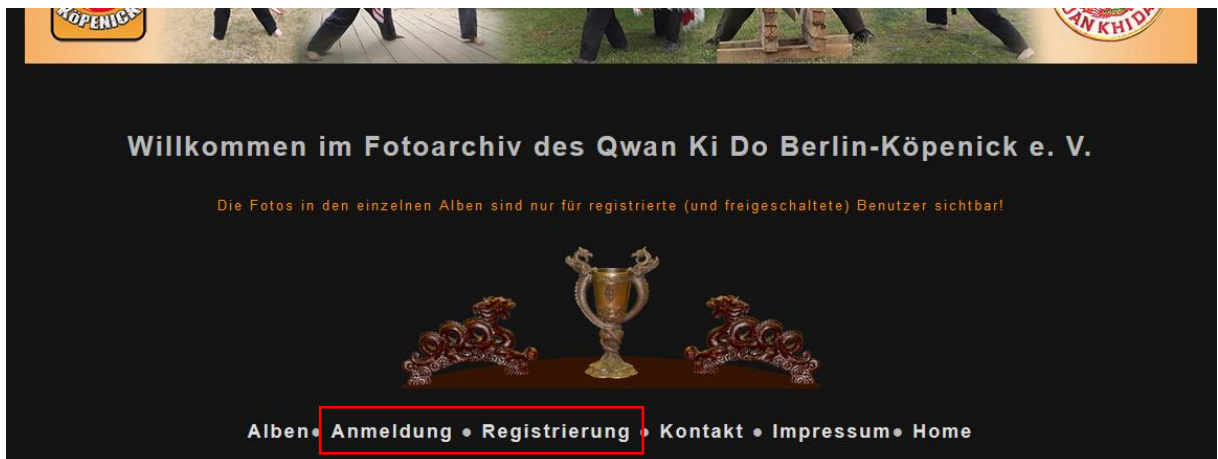 KÖPENICK
Willkommen im Fotoarchiv des Qwan Ki Do Berlin-Köpenick e. V.
Die Fotos in den einzelnen Alben sind nur für registrierte (und freigeschaltete) Benutzer sichtbar!
Alben● Anmeldung ● Registrierung ● Kontakt ● Impressum● Home